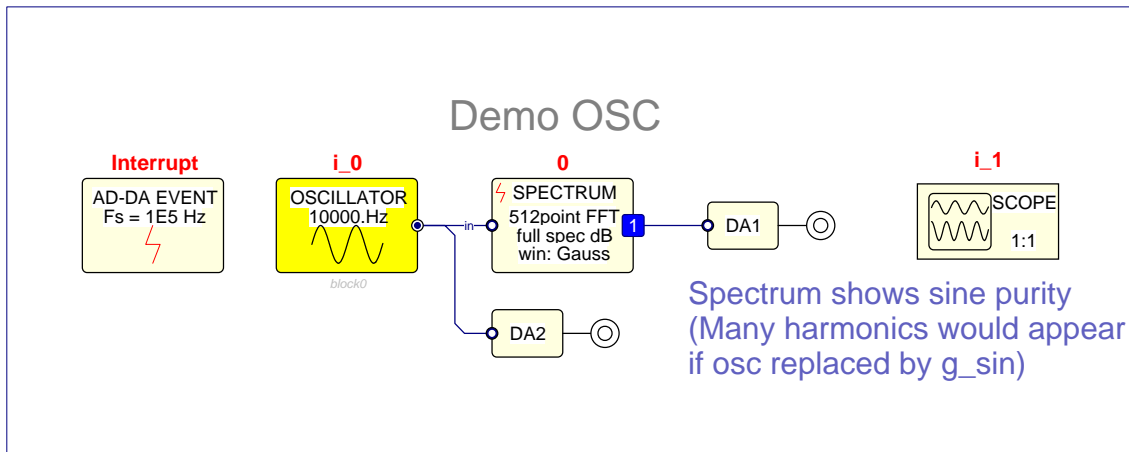 Demo OSC
Interrupt
AD-DA EVENT
Fs = 1E5 Hz
i_0
OSCILLATOR
10000.Hz
block0
0
SPECTRUM
512point FFT
full spec dB
win: Gauss
in
1
DA1
DA2
i_1
SCOPE
1:1
Spectrum shows sine purity
(Many harmonics would appear
if osc replaced by g_sin)